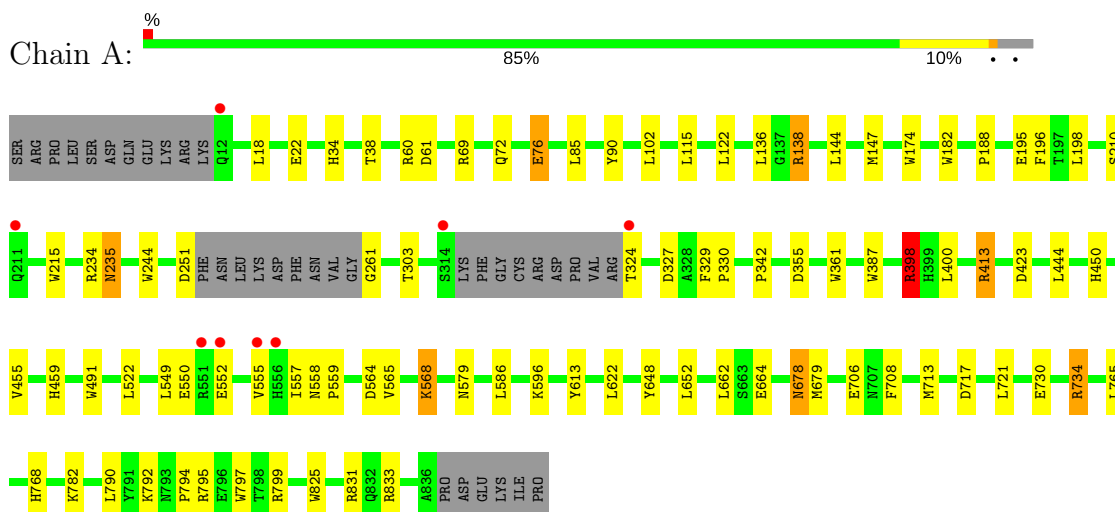 %
Chain A:
85% 10% • •
SER ARG PRO LEU SER ASP GLN GLU LYS ARG LYS Q12 L18 E22 H34 T38 R60 D61 R69 Q72 E76 L85 Y90 L102 L115 L122 L136 G137 R138 L144 M147 W174 W182 P188 E195 F196 T197 L198 S210
Q211 W215 R234 N235 W244 D251 PHE ASN LEU LYS ASP PHE ASN VAL GLY G261 T303 S314 LYS PHE GLY CYS ARG ASP PRO VAL ARG T324 D327 A328 F329 P330 P342 D355 W361 W387 R398 H399 L400 R413 D423 L444 H450
V455 H459 W491 L522 L549 E550 R551 E552 V555 H556 I557 N558 P559 D564 V565 K568 N579 L586 K596 Y613 L622 Y648 L652 L662 S663 E664 N678 M679 E706 N707 F708 M713 D717 L721 E730 R734 L765
H768 K782 L790 Y791 K792 N793 P794 R795 E796 W797 T798 R799 W825 R831 Q832 R833 A836 PRO ASP GLU LYS ILE PRO